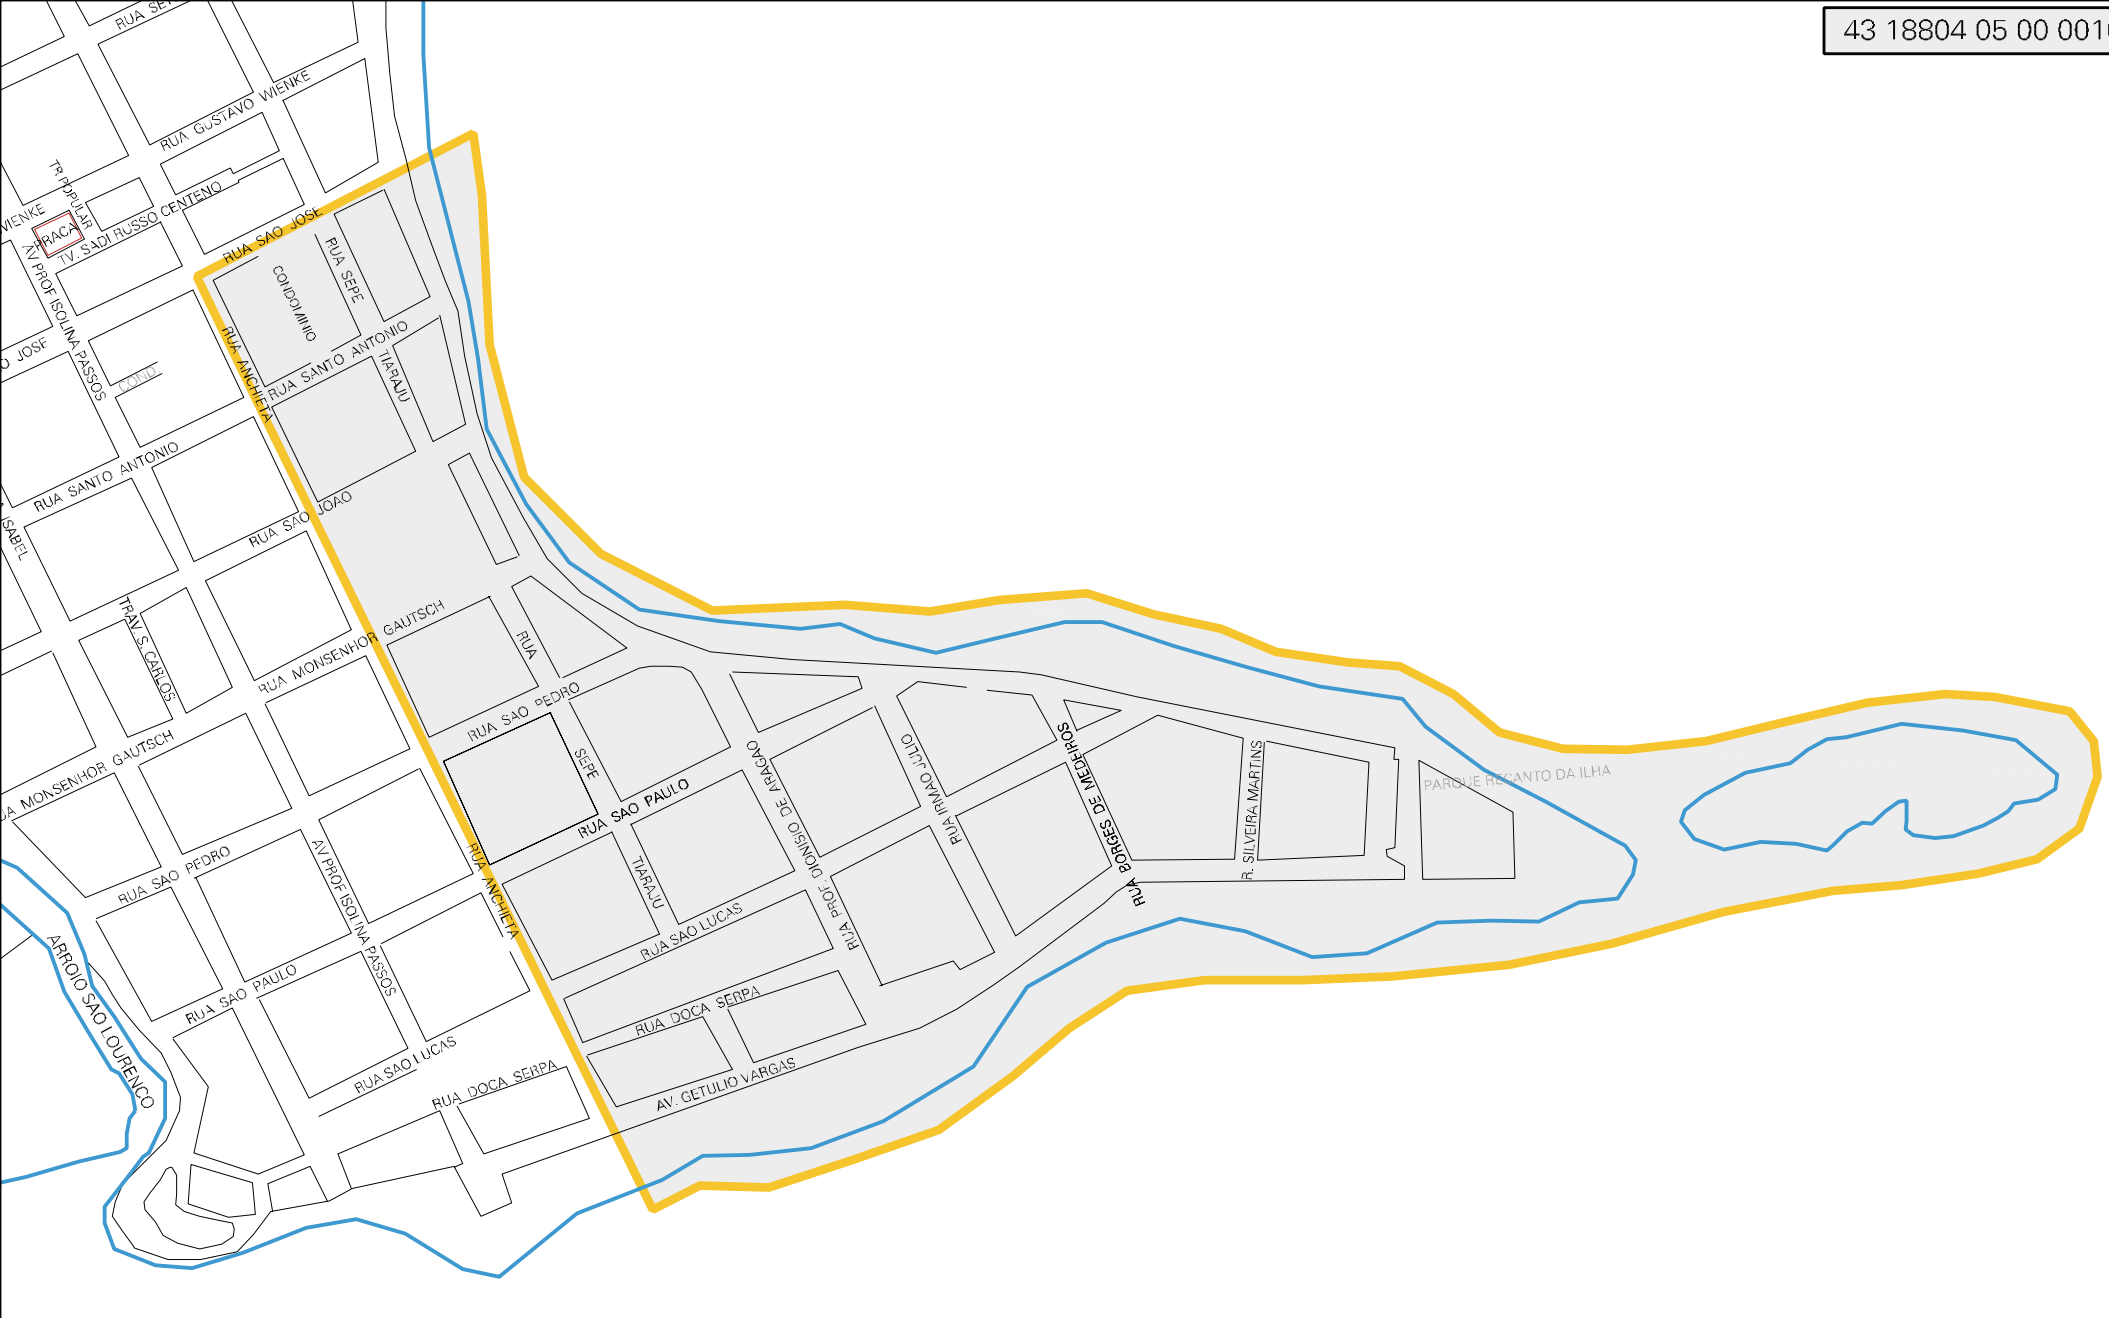 43 18804 05 00 001
RUA GUSTAVO WIENKE
TR POPULAR
WIENKE
PRACA
TV. SADI RUSSO CENTENO
RUA SAO JOSE
AV PROF ISOLINA PASSOS
RUA SEPE
CONDOMINIO
RUA ANCHIETA
RUA SANTO ANTONIO
TIARAJU
JOSE
COND.
RUA SANTO ANTONIO
RUA SAO JOAO
ISABEL
TRAV. S. CARLOS
RUA MONSENHOR GAUTSCH
RUA
RUA SAO PEDRO
SEPE
MONSENHOR GAUTSCH
RUA SAO PAULO
RUA PROF. DIONISIO DE ARAGAO
RUA IRMAO JULIO
RUA BORGES DE MEDEIROS
R. SILVEIRA MARTINS
PARQUE RECANTO DA ILHA
RUA SAO PEDRO
AV PROF ISOLINA PASSOS
RUA ANCHIETA
TIARAJU
RUA SAO LUCAS
ARROIO SAO LOURENCO
RUA SAO PAULO
RUA DOCA SERPA
RUA SAO LUCAS
RUA DOCA SERPA
AV. GETULIO VARGAS